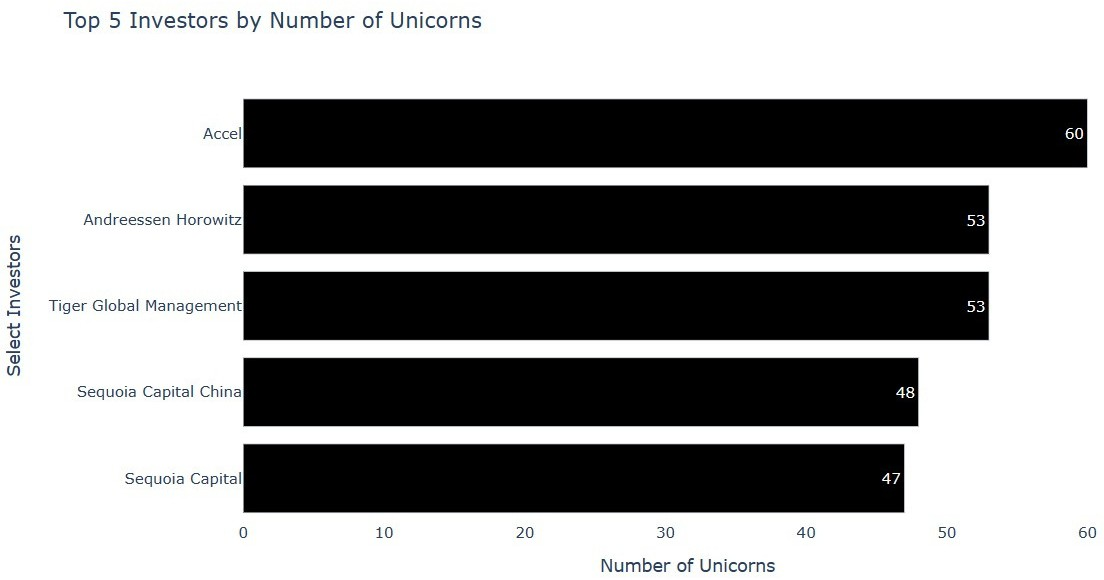 Top 5 Investors by Number of Unicorns
Select Investors
Accel 60
Andreessen Horowitz 53
Tiger Global Management 53
Sequoia Capital China 48
Sequoia Capital 47
0 10 20 30 40 50 60
Number of Unicorns